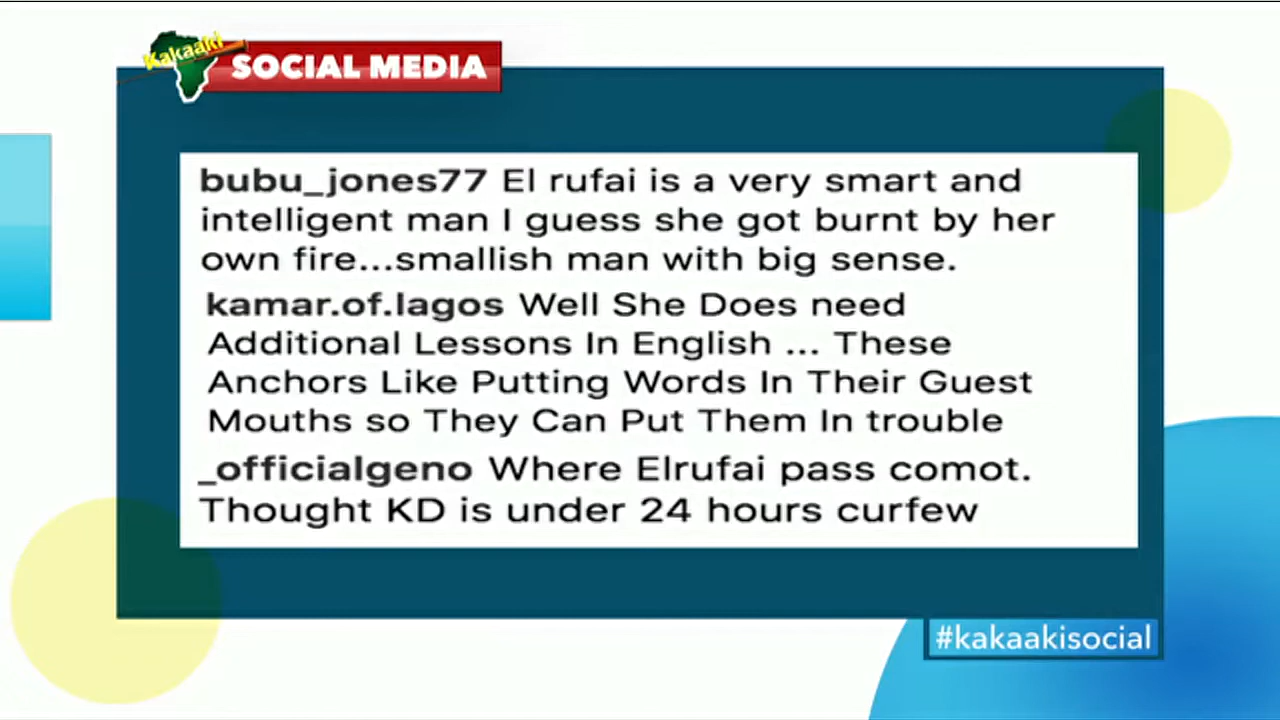 Kakaaki
SOCIAL MEDIA
bubu_jones77 El rufai is a very smart and
intelligent man I guess she got burnt by her
own fire...smallish man with big sense.
kamar.of.lagos Well She Does need
Additional Lessons In English ... These
Anchors Like Putting Words In Their Guest
Mouths so They Can Put Them In trouble
_officialgeno Where Elrufai pass comot.
Thought KD is under 24 hours curfew
#kakaakisocial